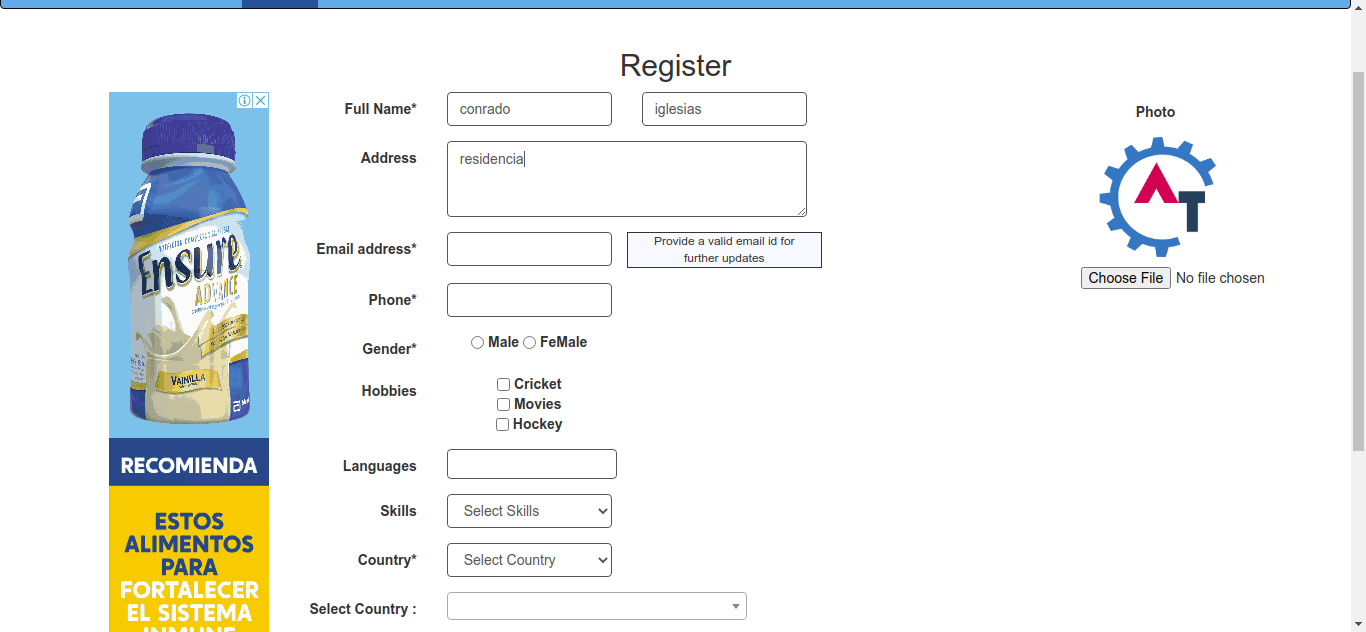 Register
Full Name*
conrado
iglesias
Photo
Address
residencia
AT
Email address*
Provide a valid email id for
further updates
Choose File No file chosen
Phone*
Gender*
Male
FeMale
Hobbies
Cricket
Movies
Hockey
Languages
Skills
Select Skills
Country*
Select Country
Select Country :
Ensure
ADVANCE
VAINILLA
RECOMIENDA
ESTOS
ALIMENTOS
PARA
FORTALECER
EL SISTEMA
INMUNE